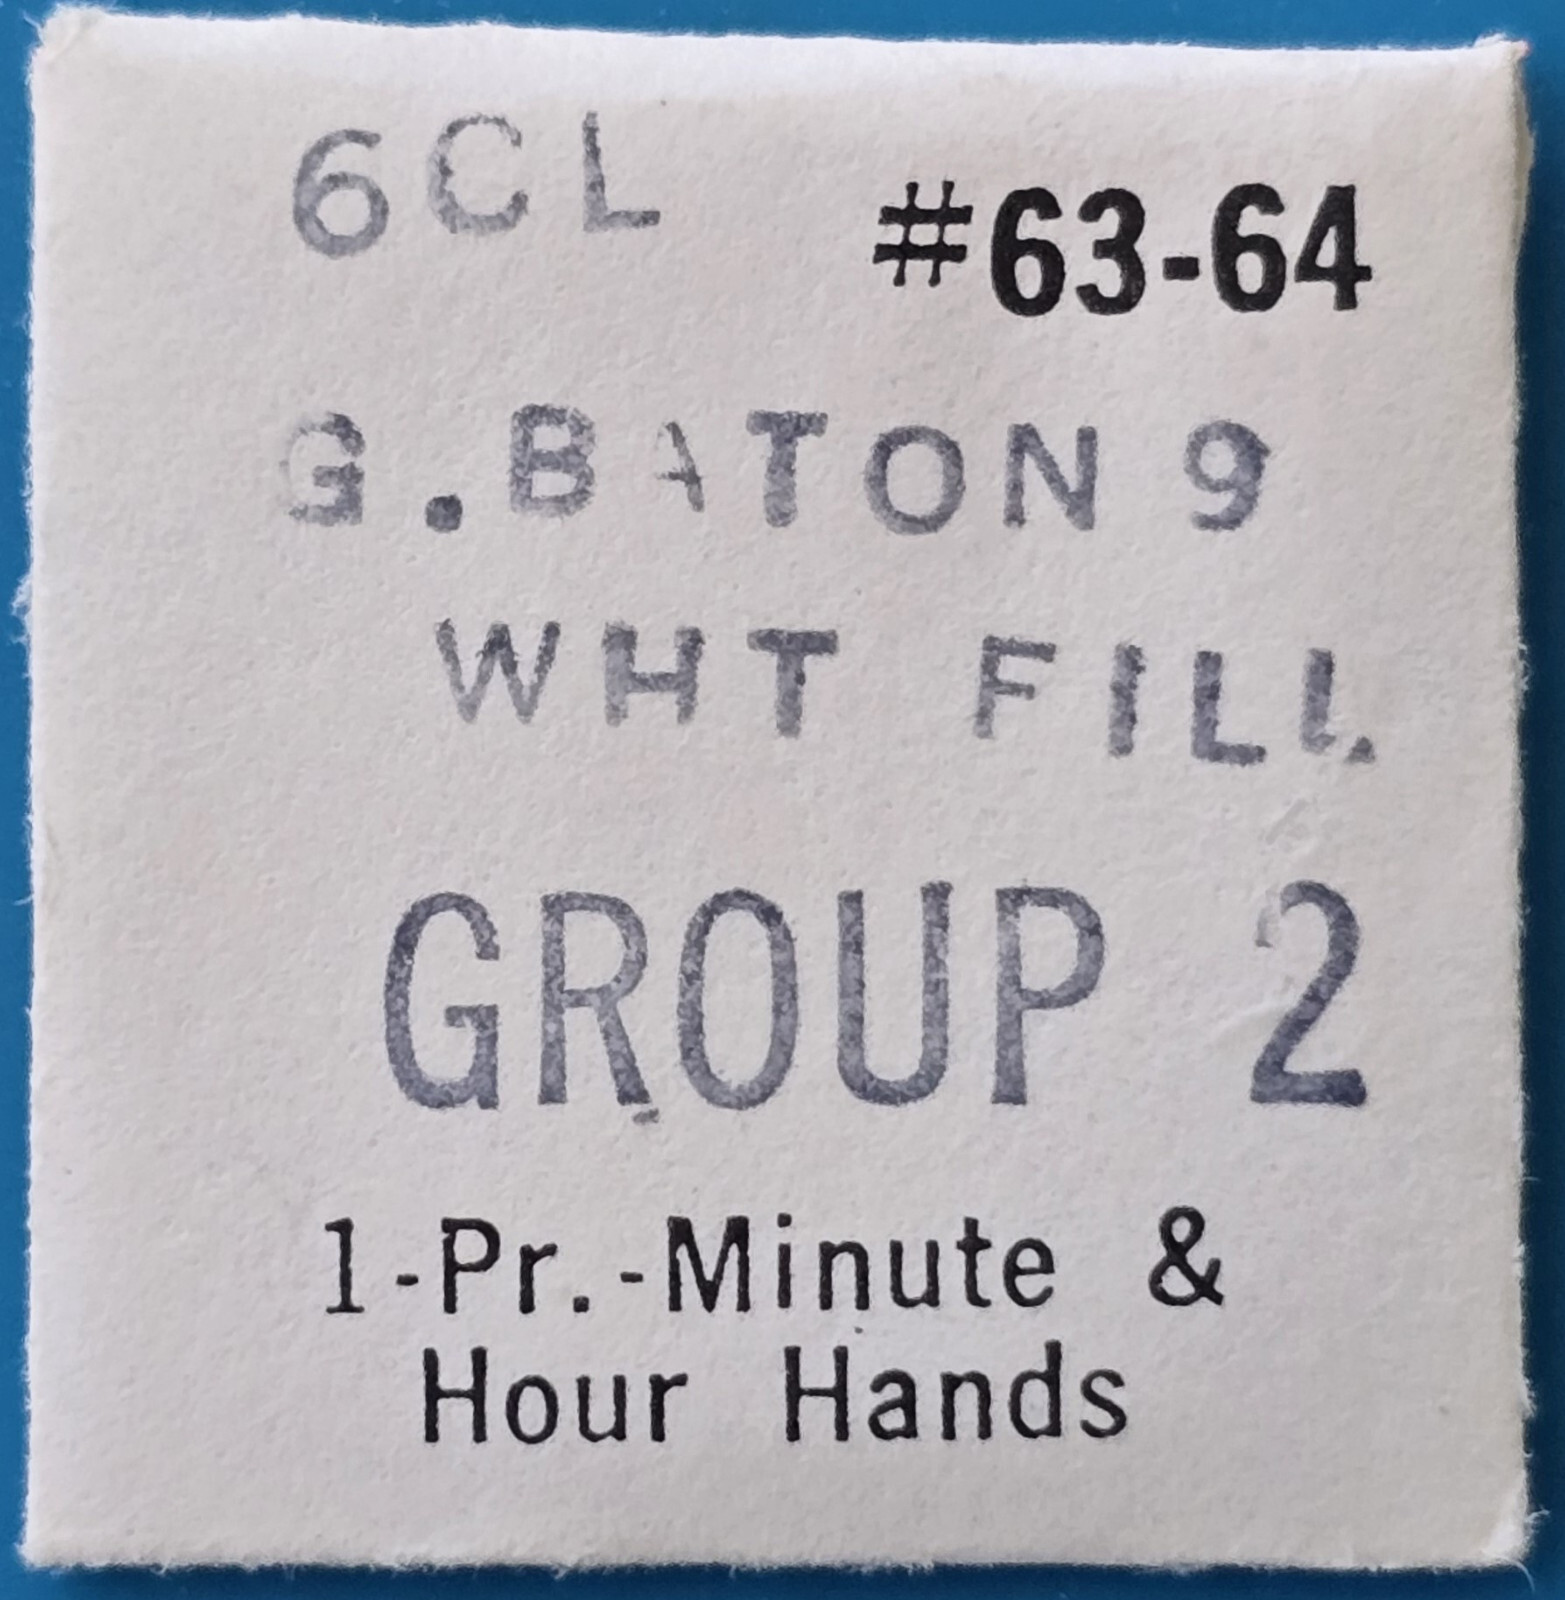 6CL #63-64
G.BATON 9
WHT FILL
GROUP 2
1-Pr.-Minute &
Hour Hands